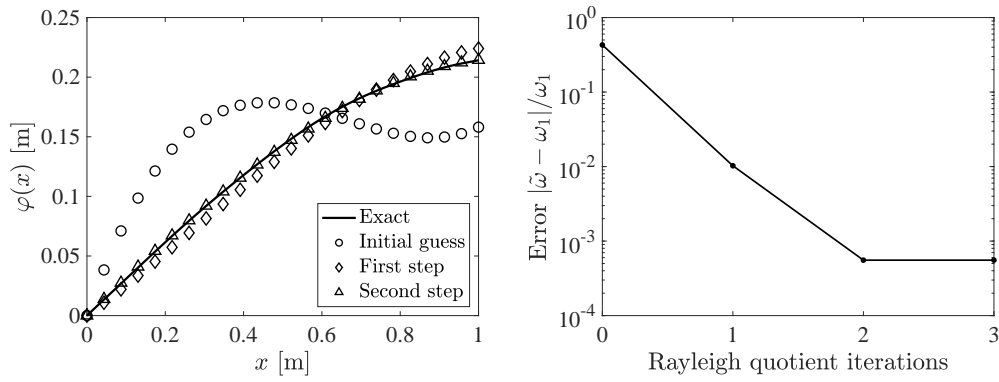 0.25
0.2
0.15
0.1
0.05
0
φ(x) [m]
0 0.2 0.4 0.6 0.8 1
x [m]
Exact
Initial guess
First step
Second step
10^0
10^-1
10^-2
10^-3
10^-4
Error |ω̃ − ω₁|/ω₁
0 1 2 3
Rayleigh quotient iterations